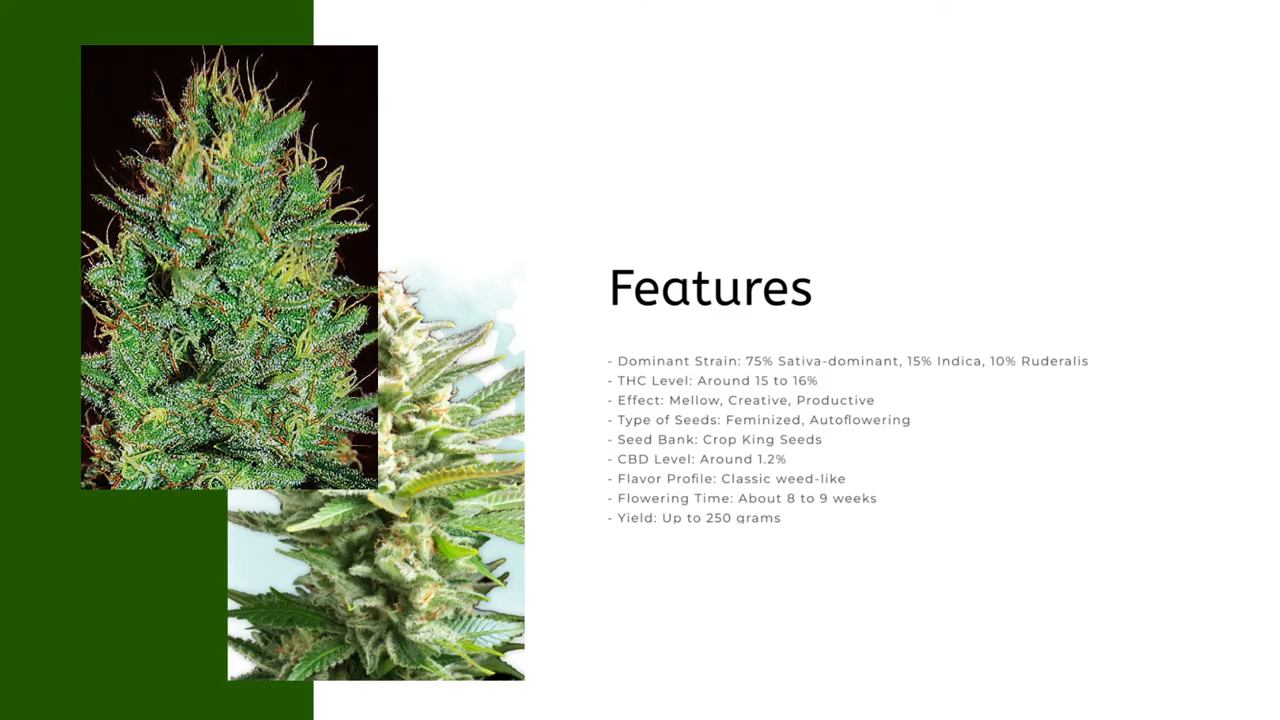 Features
- Dominant Strain: 75% Sativa-dominant, 15% Indica, 10% Ruderalis
- THC Level: Around 15 to 16%
- Effect: Mellow, Creative, Productive
- Type of Seeds: Feminized, Autoflowering
- Seed Bank: Crop King Seeds
- CBD Level: Around 1.2%
- Flavor Profile: Classic weed-like
- Flowering Time: About 8 to 9 weeks
- Yield: Up to 250 grams